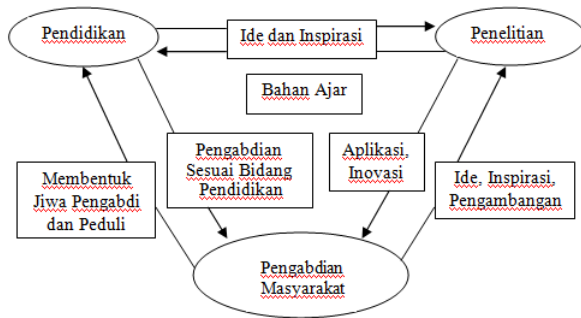 Pendidikan
Ide dan Inspirasi
Penelitian
Bahan Ajar
Pengabdian
Sesuai Bidang
Pendidikan
Aplikasi,
Inovasi
Membentuk
Jiwa Pengabdi
dan Peduli
Ide, Inspirasi,
Pengambangan
Pengabdian
Masyarakat